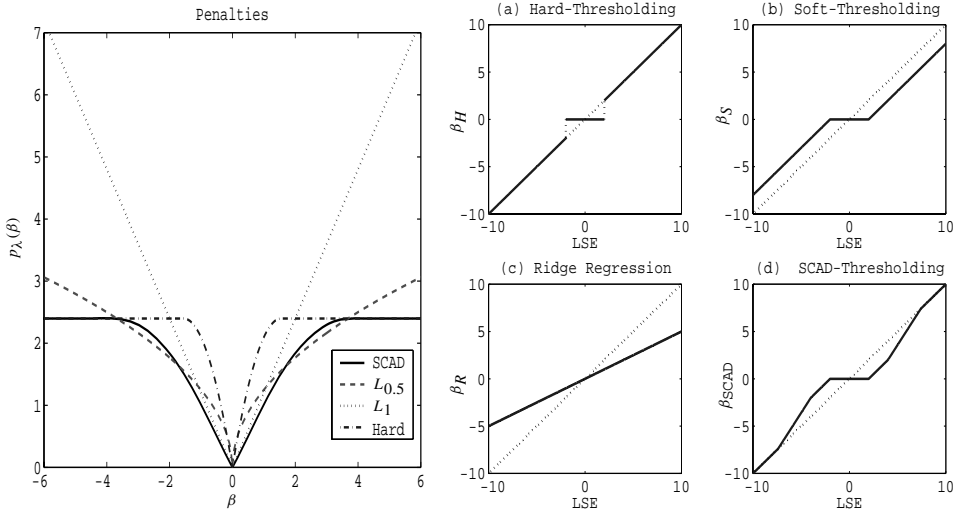 Penalties
7
6
5
4
3
2
1
0
-6
-4
-2
0
2
4
6
pλ(β)
β
SCAD
L0.5
L1
Hard
(a) Hard-Thresholding
10
5
0
-5
-10
-10
0
10
βH
LSE
(b) Soft-Thresholding
10
5
0
-5
-10
-10
0
10
βS
LSE
(c) Ridge Regression
10
5
0
-5
-10
-10
0
10
βR
LSE
(d) SCAD-Thresholding
10
5
0
-5
-10
-10
0
10
βSCAD
LSE